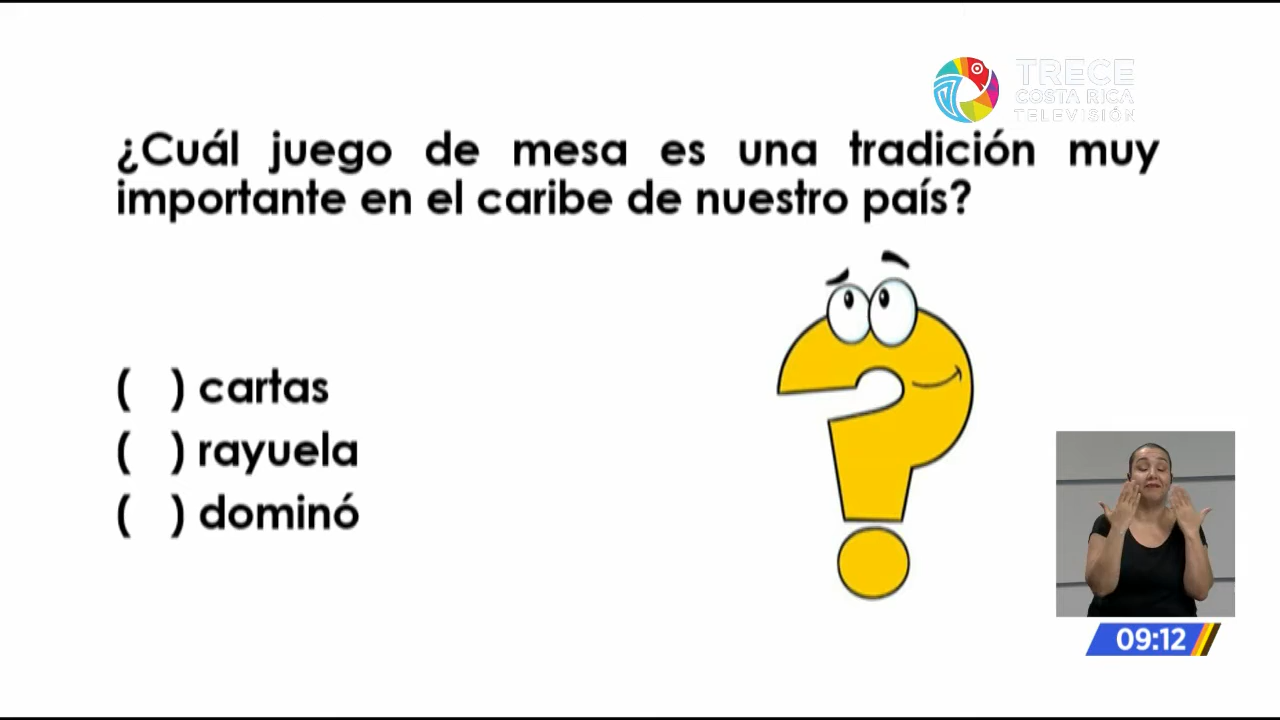 TRECE
COSTA RICA
TELEVISIÓN
¿Cuál juego de mesa es una tradición muy
importante en el caribe de nuestro país?
( ) cartas
( ) rayuela
( ) dominó
09:12